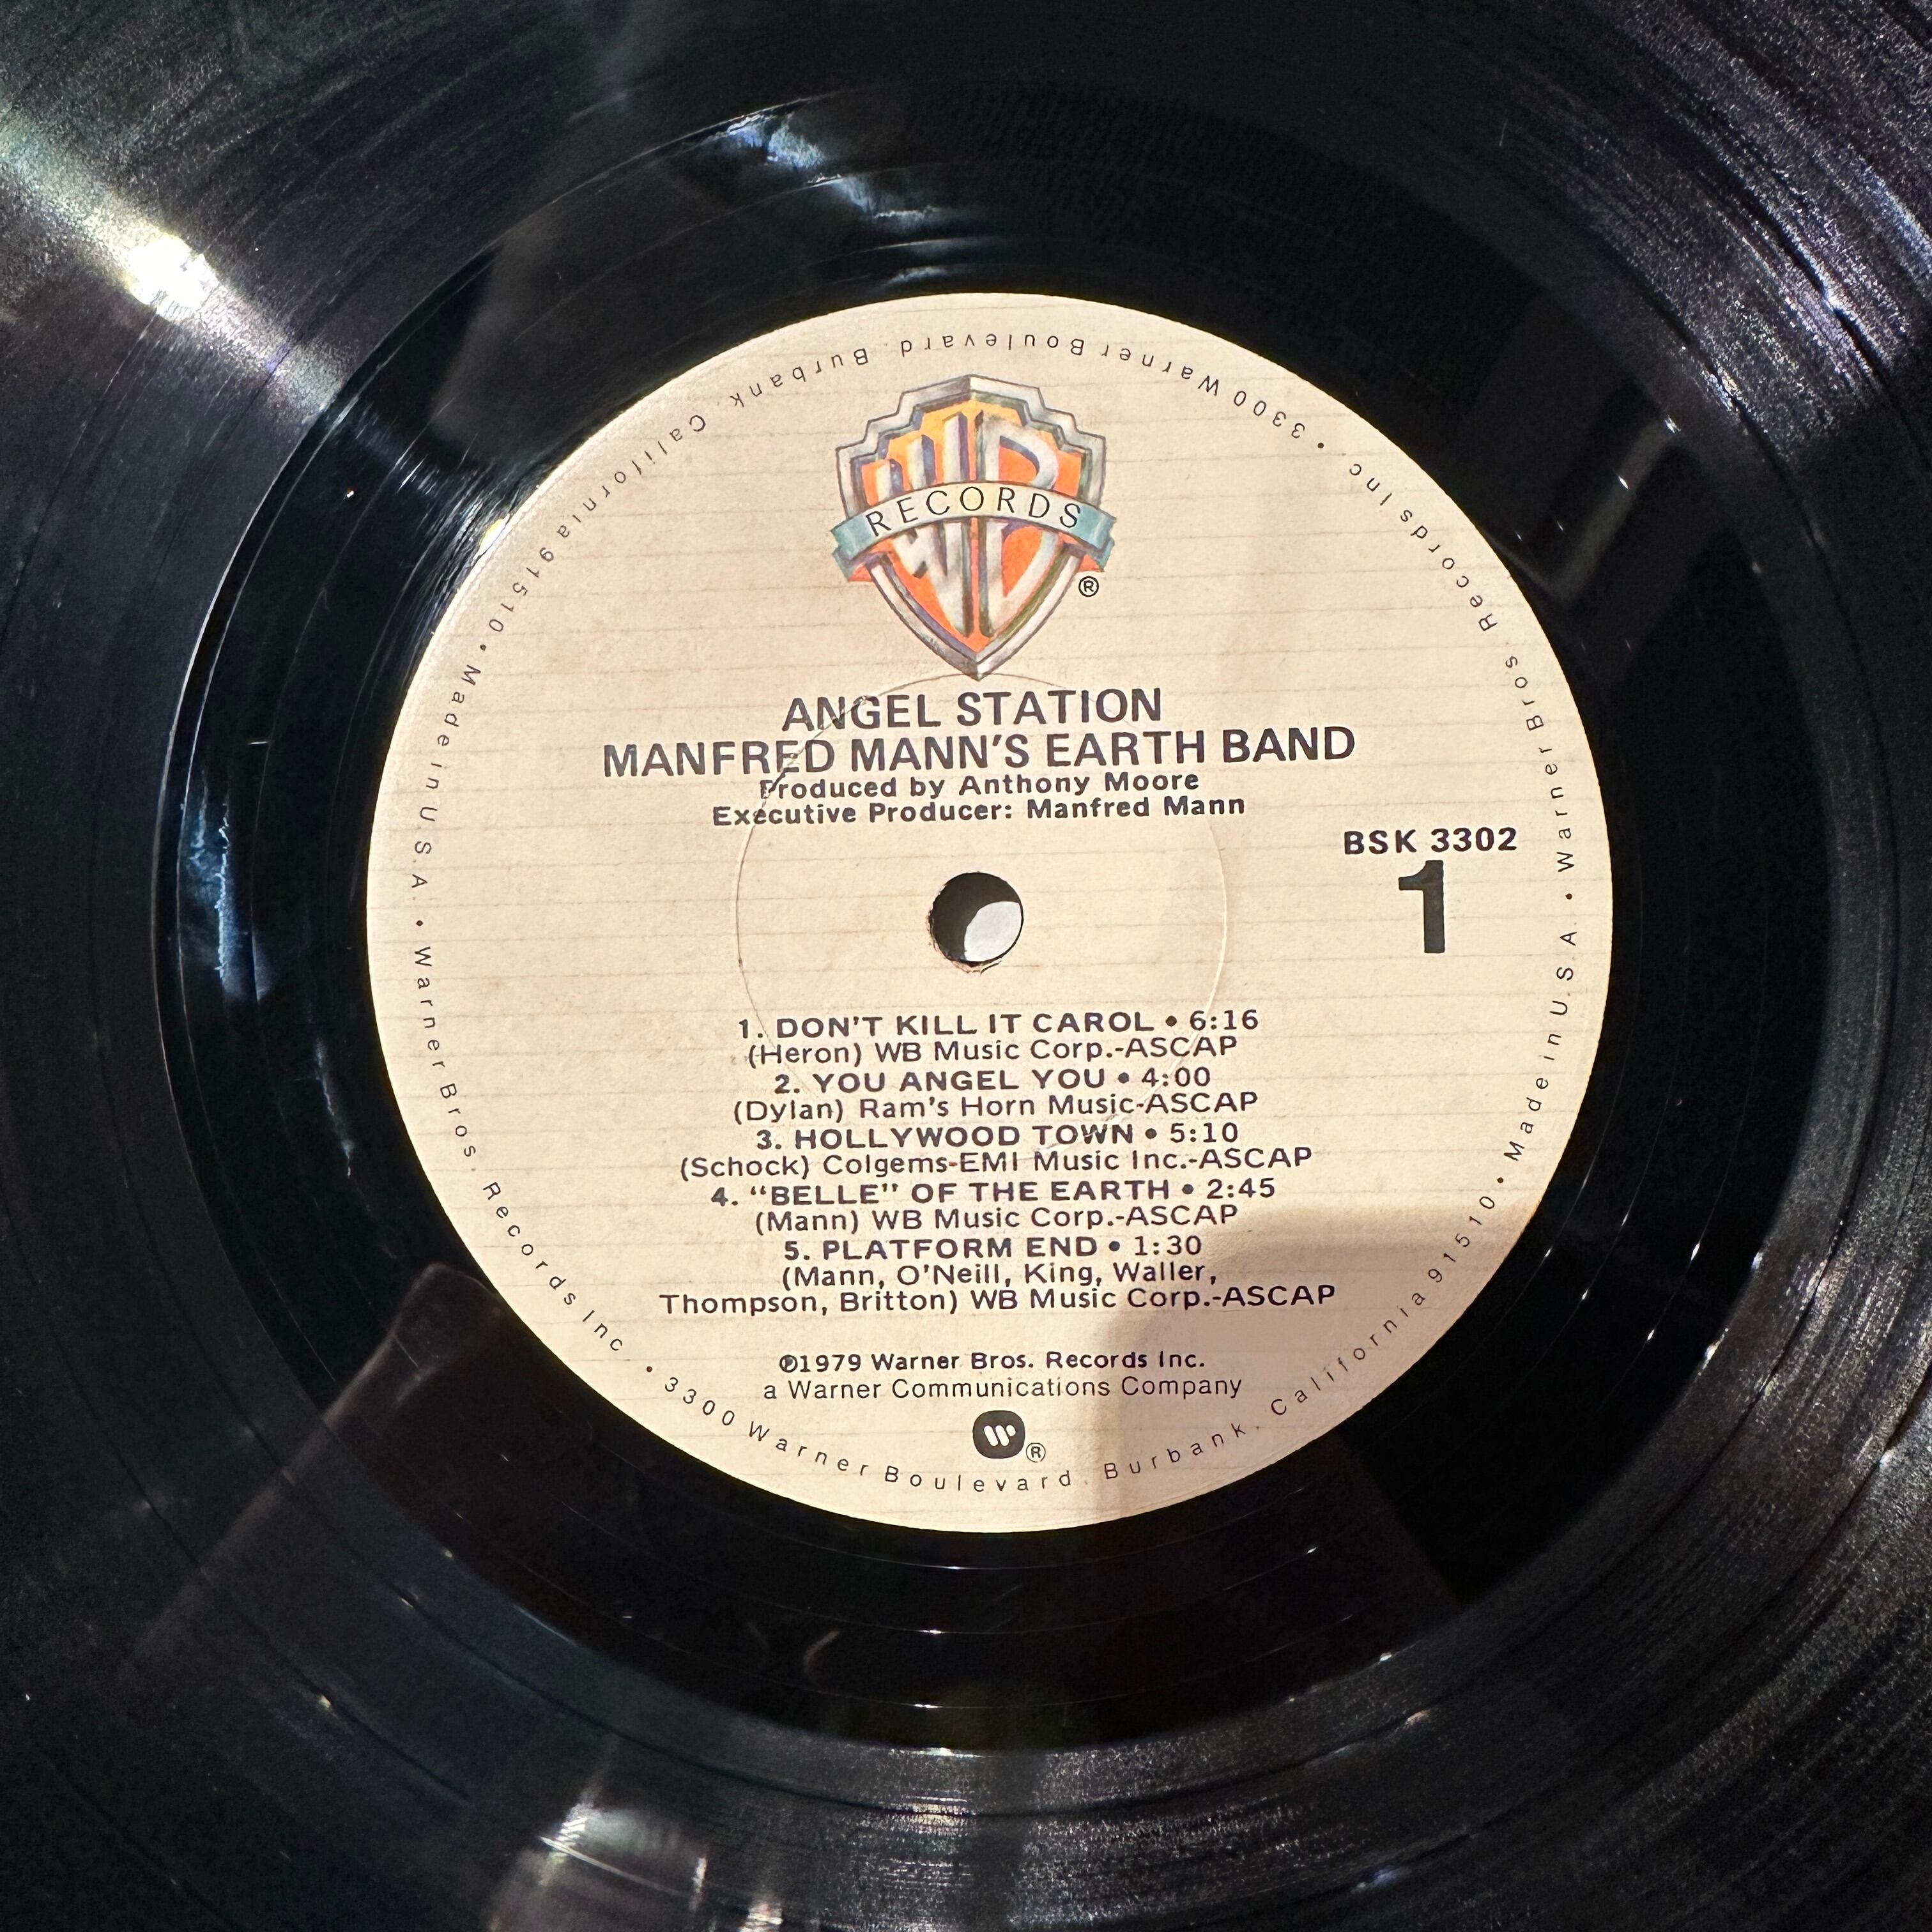 WB
RECORDS
®
ANGEL STATION
MANFRED MANN'S EARTH BAND
Produced by Anthony Moore
Executive Producer: Manfred Mann
BSK 3302
1
1. DON'T KILL IT CAROL • 6:16
(Heron) WB Music Corp.-ASCAP
2. YOU ANGEL YOU • 4:00
(Dylan) Ram's Horn Music-ASCAP
3. HOLLYWOOD TOWN • 5:10
(Schock) Colgems-EMI Music Inc.-ASCAP
4. “BELLE” OF THE EARTH • 2:45
(Mann) WB Music Corp.-ASCAP
5. PLATFORM END • 1:30
(Mann, O'Neill, King, Waller,
Thompson, Britton) WB Music Corp.-ASCAP
℗1979 Warner Bros. Records Inc.
a Warner Communications Company
®
Warner Bros. Records Inc. • 3300 Warner Boulevard, Burbank, California 91510 • Made in U.S.A. •
Warner Bros. Records Inc. • 3300 Warner Boulevard, Burbank, California 91510 • Made in U.S.A. •